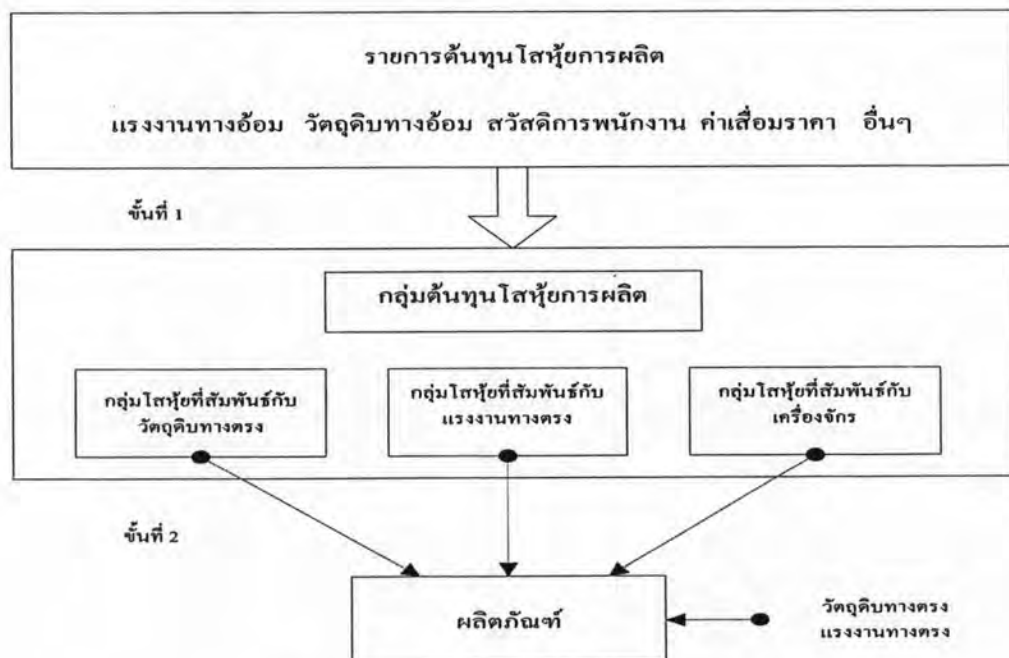 รายการต้นทุนโสหุ้ยการผลิต
แรงงานทางอ้อม วัตถุดิบทางอ้อม สวัสดิการพนักงาน ค่าเสื่อมราคา อื่นๆ
ขั้นที่ 1
กลุ่มต้นทุนโสหุ้ยการผลิต
กลุ่มโสหุ้ยที่สัมพันธ์กับ
วัตถุดิบทางตรง
กลุ่มโสหุ้ยที่สัมพันธ์กับ
แรงงานทางตรง
กลุ่มโสหุ้ยที่สัมพันธ์กับ
เครื่องจักร
ขั้นที่ 2
ผลิตภัณฑ์
วัตถุดิบทางตรง
แรงงานทางตรง